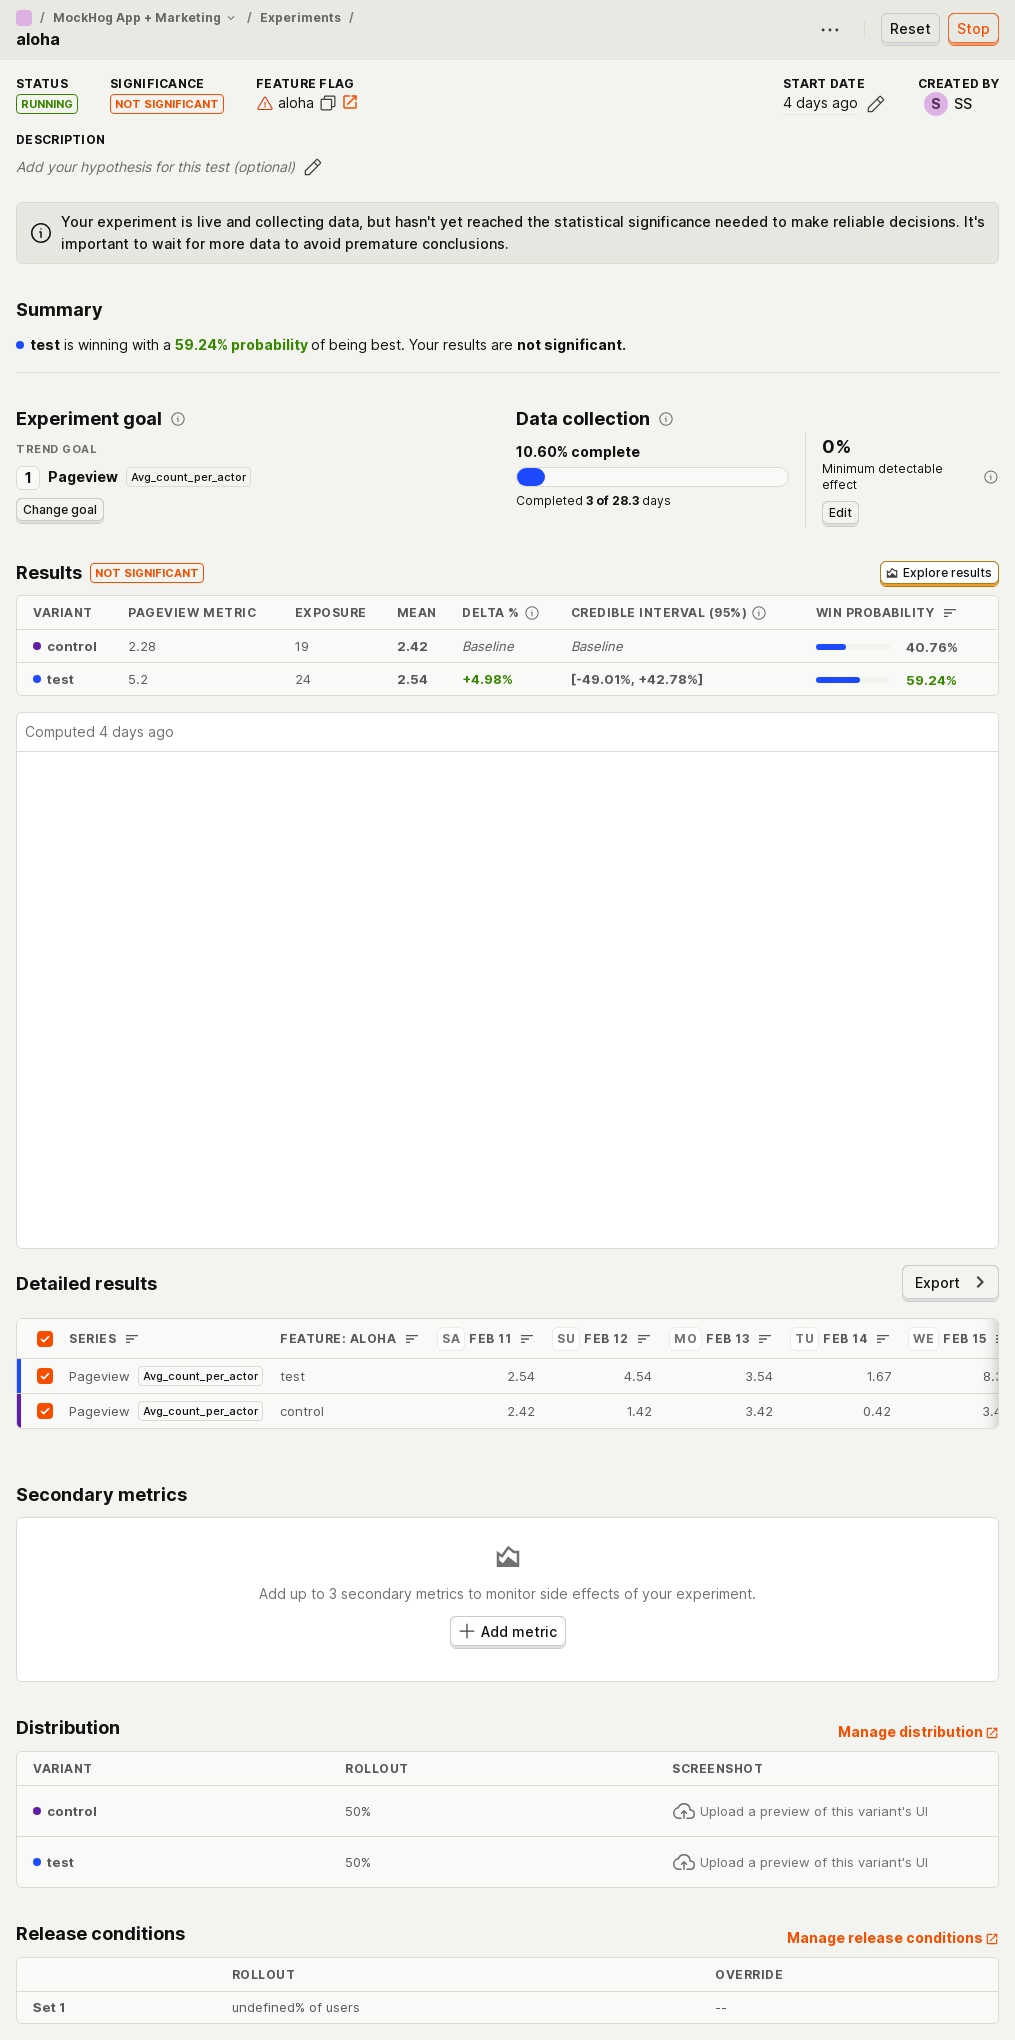 / MockHog App + Marketing / Experiments /
aloha
Reset
Stop
STATUS
RUNNING
SIGNIFICANCE
NOT SIGNIFICANT
FEATURE FLAG
aloha
START DATE
4 days ago
CREATED BY
S SS
DESCRIPTION
Add your hypothesis for this test (optional)
Your experiment is live and collecting data, but hasn't yet reached the statistical significance needed to make reliable decisions. It's
important to wait for more data to avoid premature conclusions.
Summary
test is winning with a 59.24% probability of being best. Your results are not significant.
Experiment goal
TREND GOAL
1 Pageview Avg_count_per_actor
Change goal
Data collection
10.60% complete
Completed 3 of 28.3 days
0%
Minimum detectable
effect
Edit
Results NOT SIGNIFICANT
Explore results
VARIANT PAGEVIEW METRIC EXPOSURE MEAN DELTA % CREDIBLE INTERVAL (95%) WIN PROBABILITY
control 2.28 19 2.42 Baseline Baseline 40.76%
test 5.2 24 2.54 +4.98% [-49.01%, +42.78%] 59.24%
Computed 4 days ago
Detailed results
Export
SERIES FEATURE: ALOHA SA FEB 11 SU FEB 12 MO FEB 13 TU FEB 14 WE FEB 15
Pageview Avg_count_per_actor test 2.54 4.54 3.54 1.67 8.3
Pageview Avg_count_per_actor control 2.42 1.42 3.42 0.42 3.4
Secondary metrics
Add up to 3 secondary metrics to monitor side effects of your experiment.
Add metric
Distribution
Manage distribution
VARIANT ROLLOUT SCREENSHOT
control 50% Upload a preview of this variant's UI
test 50% Upload a preview of this variant's UI
Release conditions
Manage release conditions
ROLLOUT OVERRIDE
Set 1 undefined% of users --